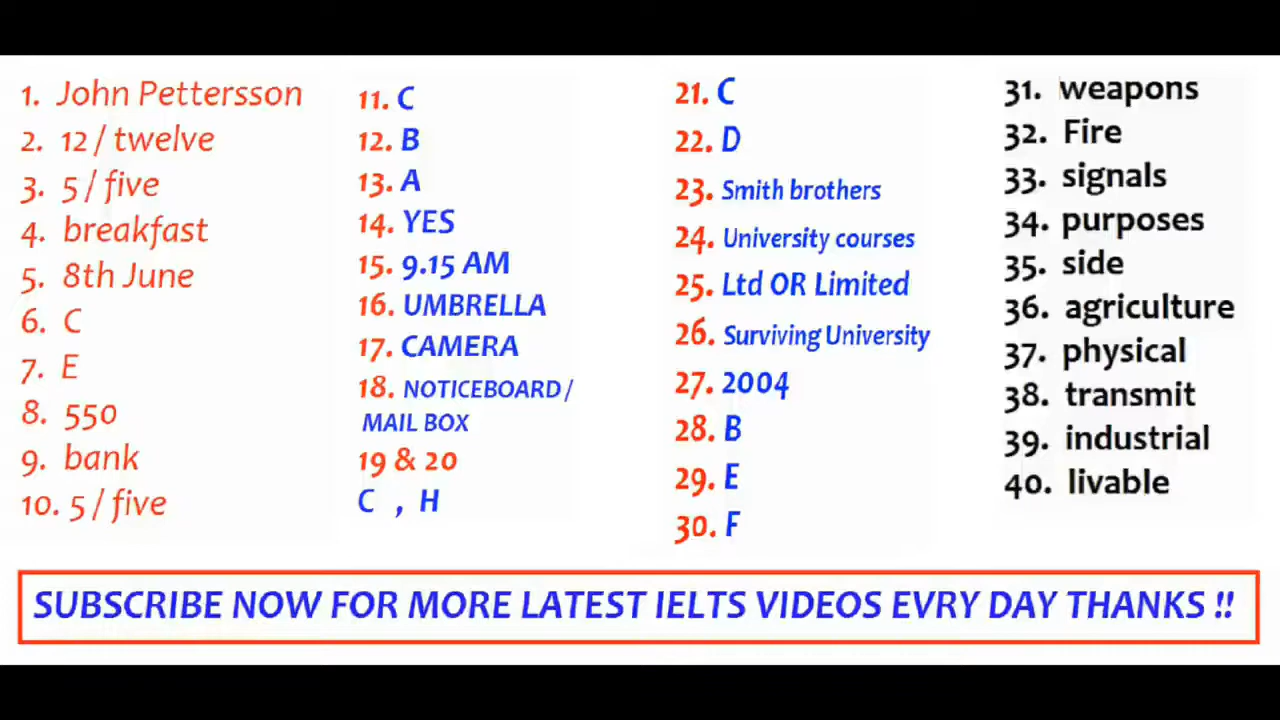 1. John Pettersson
2. 12 / twelve
3. 5 / five
4. breakfast
5. 8th June
6. C
7. E
8. 550
9. bank
10. 5 / five
11. C
12. B
13. A
14. YES
15. 9.15 AM
16. UMBRELLA
17. CAMERA
18. NOTICEBOARD /
MAIL BOX
19 & 20
C , H
21. C
22. D
23. Smith brothers
24. University courses
25. Ltd OR Limited
26. Surviving University
27. 2004
28. B
29. E
30. F
31. weapons
32. Fire
33. signals
34. purposes
35. side
36. agriculture
37. physical
38. transmit
39. industrial
40. livable
SUBSCRIBE NOW FOR MORE LATEST IELTS VIDEOS EVRY DAY THANKS !!